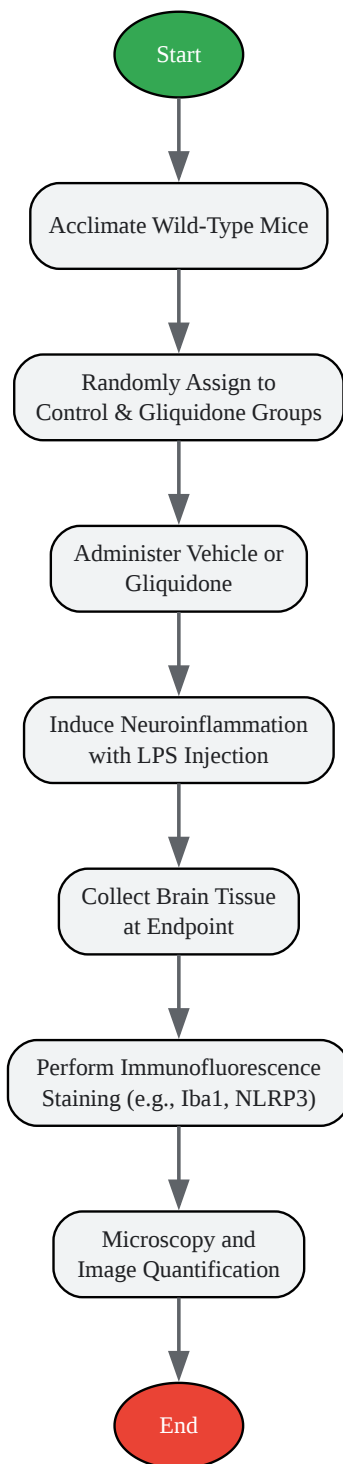 Start
Acclimate Wild-Type Mice
Randomly Assign to
Control & Gliquidone Groups
Administer Vehicle or
Gliquidone
Induce Neuroinflammation
with LPS Injection
Collect Brain Tissue
at Endpoint
Perform Immunofluorescence
Staining (e.g., Iba1, NLRP3)
Microscopy and
Image Quantification
End